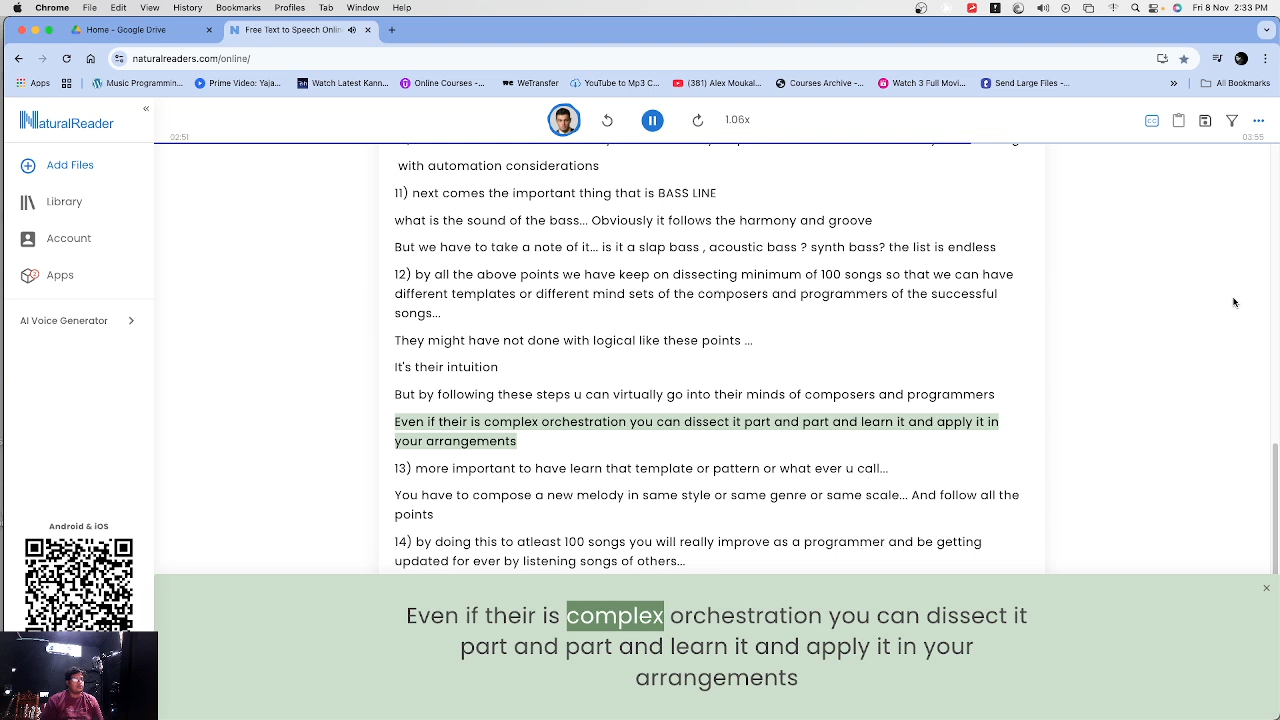 Chrome File Edit View History Bookmarks Profiles Tab Window Help
Fri 8 Nov 2:33 PM
Home - Google Drive
Free Text to Speech Onlin
naturalreaders.com/online/
Apps
Music Programm...
Prime Video: Yaja...
Watch Latest Kann...
Online Courses -...
WeTransfer
YouTube to Mp3 C...
(381) Alex Moukal...
Courses Archive -...
Watch 3 Full Movi...
Send Large Files -...
»
All Bookmarks
NaturalReader
«
Add Files
Library
Account
Apps
2
AI Voice Generator
Android & iOS
1.06x
02:51
03:55
CC
with automation considerations
11) next comes the important thing that is BASS LINE
what is the sound of the bass... Obviously it follows the harmony and groove
But we have to take a note of it... is it a slap bass , acoustic bass ? synth bass? the list is endless
12) by all the above points we have keep on dissecting minimum of 100 songs so that we can have
different templates or different mind sets of the composers and programmers of the successful
songs...
They might have not done with logical like these points ...
It's their intuition
But by following these steps u can virtually go into their minds of composers and programmers
Even if their is complex orchestration you can dissect it part and part and learn it and apply it in
your arrangements
13) more important to have learn that template or pattern or what ever u call...
You have to compose a new melody in same style or same genre or same scale... And follow all the
points
14) by doing this to atleast 100 songs you will really improve as a programmer and be getting
updated for ever by listening songs of others...
Even if their is complex orchestration you can dissect it
part and part and learn it and apply it in your
arrangements